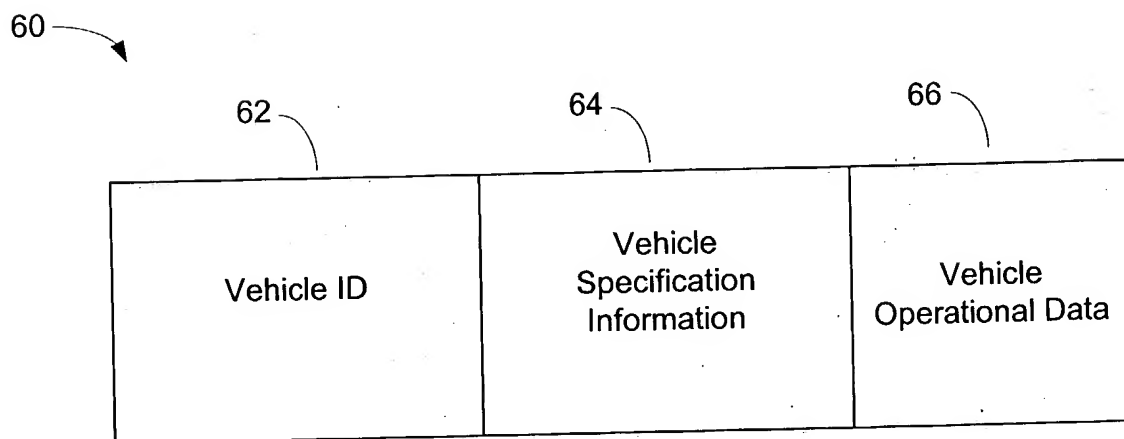 60
62
64
66
Vehicle ID
Vehicle
Specification
Information
Vehicle
Operational Data